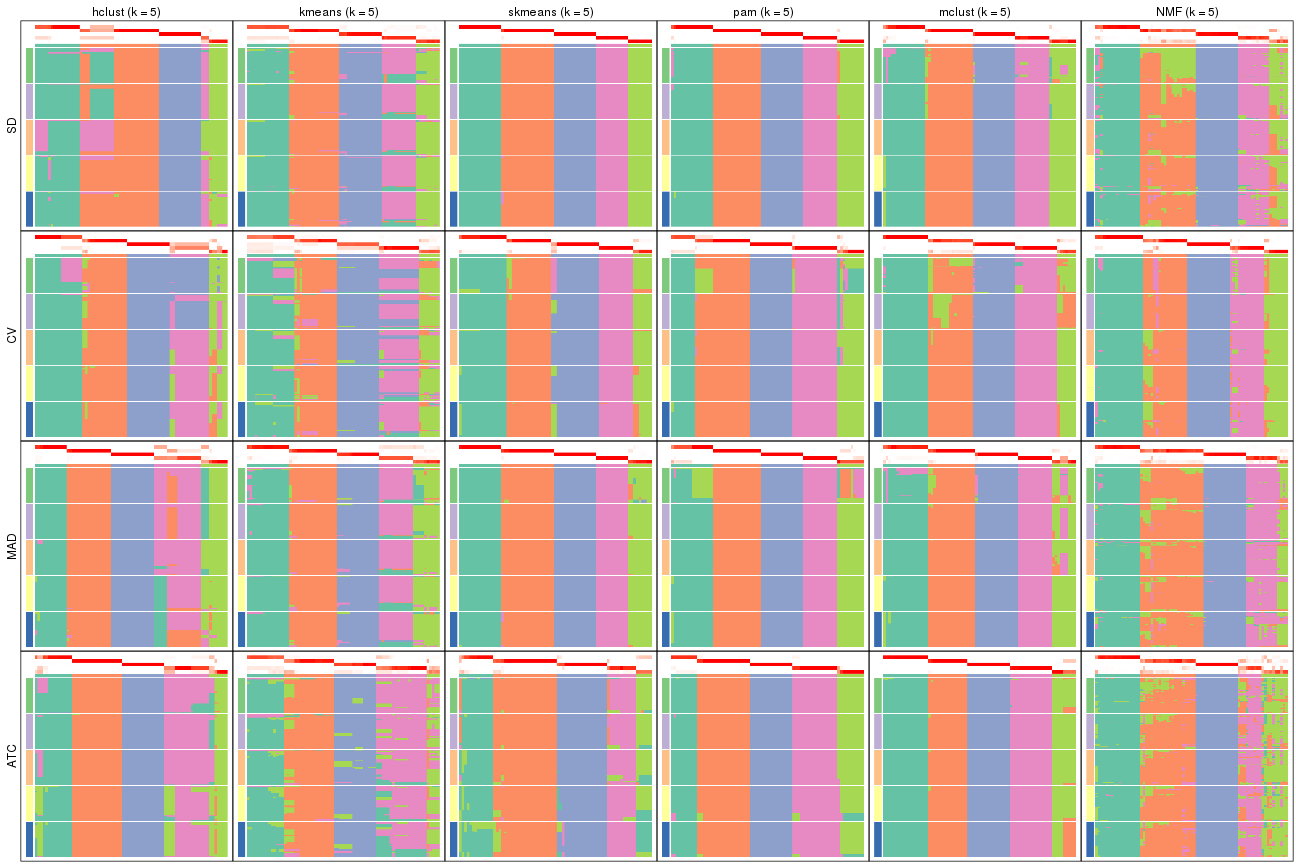 hclust (k = 5) kmeans (k = 5) skmeans (k = 5) pam (k = 5) mclust (k = 5) NMF (k = 5)
SD
CV
MAD
ATC